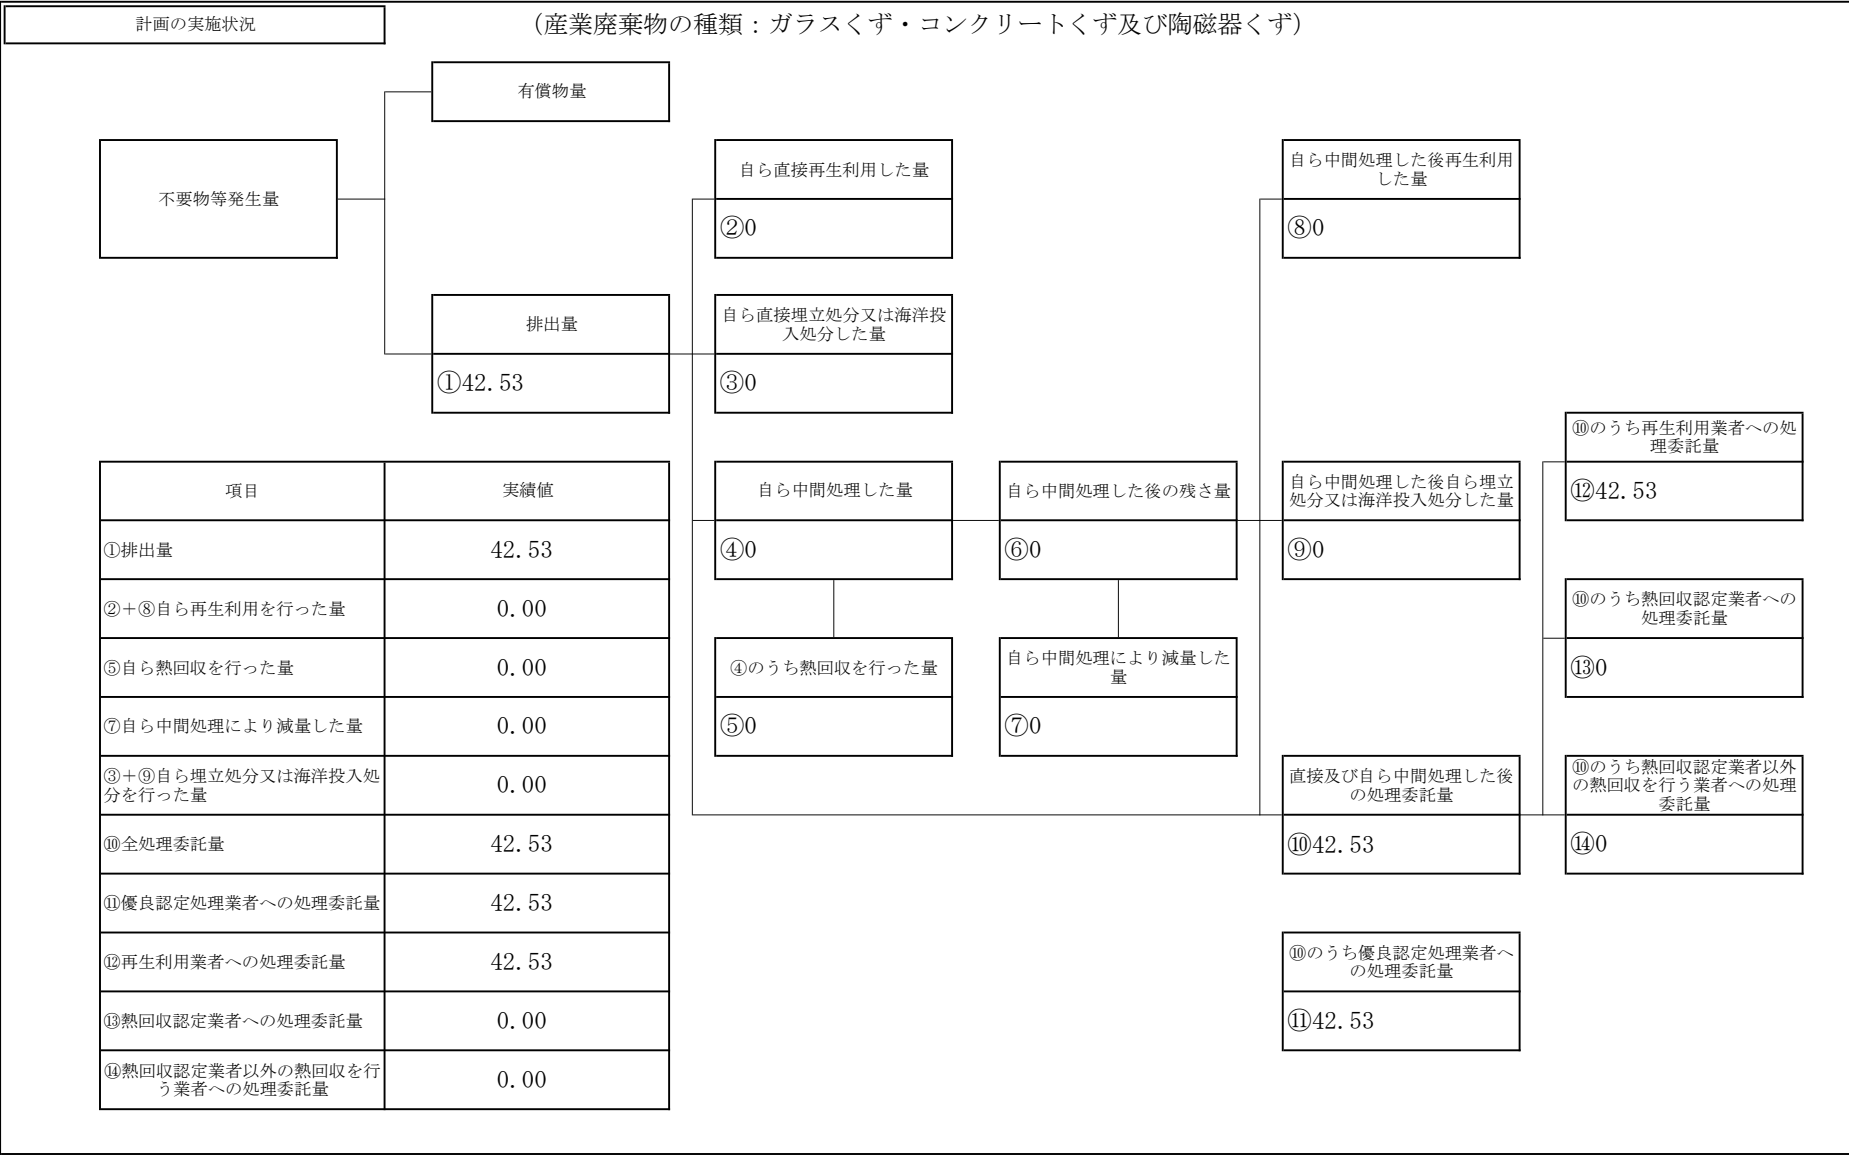 計画の実施状況
（産業廃棄物の種類：ガラスくず・コンクリートくず及び陶磁器くず）
有償物量
不要物等発生量
自ら直接再生利用した量
②0
自ら中間処理した後再生利用
した量
⑧0
排出量
①42.53
自ら直接埋立処分又は海洋投
入処分した量
③0
⑩のうち再生利用業者への処
理委託量
⑫42.53
自ら中間処理した量
④0
自ら中間処理した後の残さ量
⑥0
自ら中間処理した後自ら埋立
処分又は海洋投入処分した量
⑨0
⑩のうち熱回収認定業者への
処理委託量
⑬0
④のうち熱回収を行った量
⑤0
自ら中間処理により減量した
量
⑦0
直接及び自ら中間処理した後
の処理委託量
⑩42.53
⑩のうち熱回収認定業者以外
の熱回収を行う業者への処理
委託量
⑭0
⑩のうち優良認定処理業者へ
の処理委託量
⑪42.53
項目 実績値
①排出量 42.53
②＋⑧自ら再生利用を行った量 0.00
⑤自ら熱回収を行った量 0.00
⑦自ら中間処理により減量した量 0.00
③＋⑨自ら埋立処分又は海洋投入処
分を行った量 0.00
⑩全処理委託量 42.53
⑪優良認定処理業者への処理委託量 42.53
⑫再生利用業者への処理委託量 42.53
⑬熱回収認定業者への処理委託量 0.00
⑭熱回収認定業者以外の熱回収を行
う業者への処理委託量 0.00